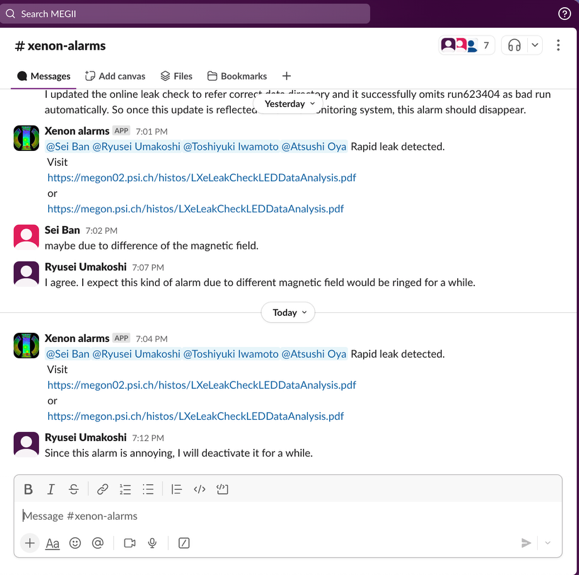 Search MEGII
# xenon-alarms
7
Messages
Add canvas
Files
Bookmarks
I updated the online leak check to refer correct data directory and it successfully omits run623404 as bad run
Yesterday
automatically. So once this update is reflected nitoring system, this alarm should disappear.
Xenon alarms APP 7:01 PM
@Sei Ban @Ryusei Umakoshi @Toshiyuki Iwamoto @Atsushi Oya Rapid leak detected.
Visit
https://megon02.psi.ch/histos/LXeLeakCheckLEDDataAnalysis.pdf
or
https://megon.psi.ch/histos/LXeLeakCheckLEDDataAnalysis.pdf
Sei Ban 7:02 PM
maybe due to difference of the magnetic field.
Ryusei Umakoshi 7:07 PM
I agree. I expect this kind of alarm due to different magnetic field would be ringed for a while.
Today
Xenon alarms APP 7:04 PM
@Sei Ban @Ryusei Umakoshi @Toshiyuki Iwamoto @Atsushi Oya Rapid leak detected.
Visit
https://megon02.psi.ch/histos/LXeLeakCheckLEDDataAnalysis.pdf
or
https://megon.psi.ch/histos/LXeLeakCheckLEDDataAnalysis.pdf
Ryusei Umakoshi 7:12 PM
Since this alarm is annoying, I will deactivate it for a while.
B I S
Message #xenon-alarms
Aa